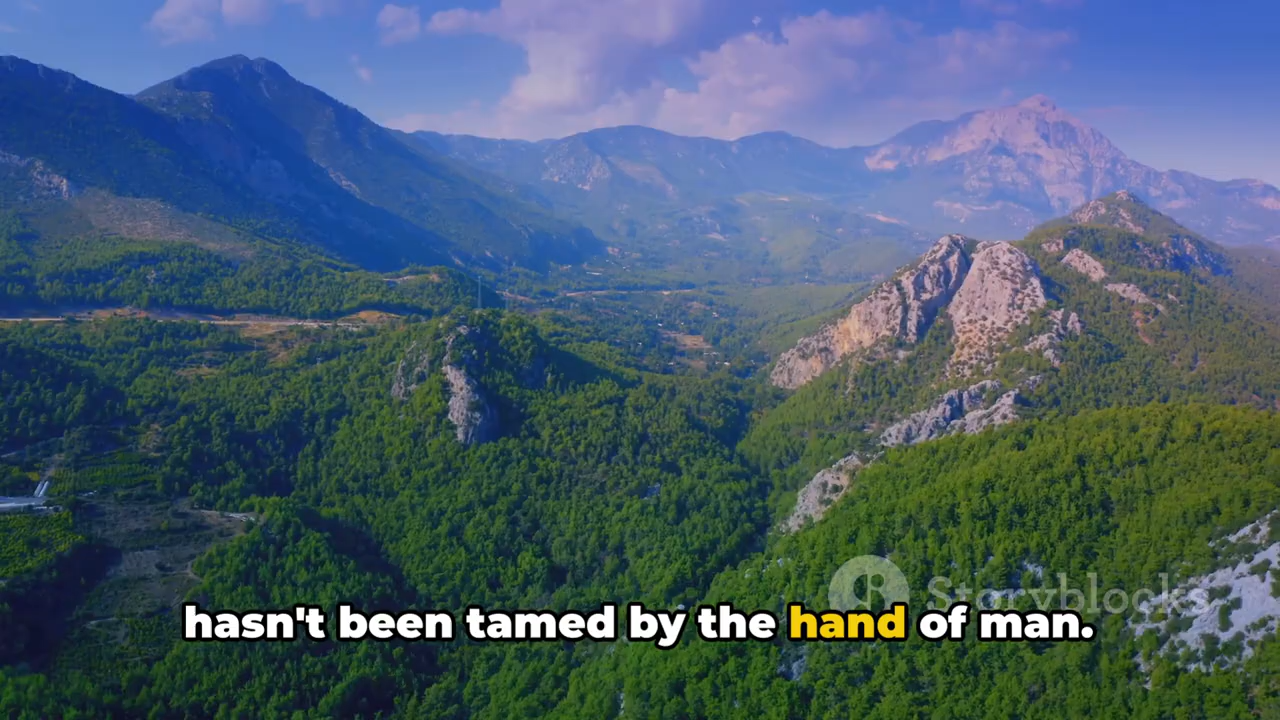 Storyblocks
hasn't been tamed by the hand of man.